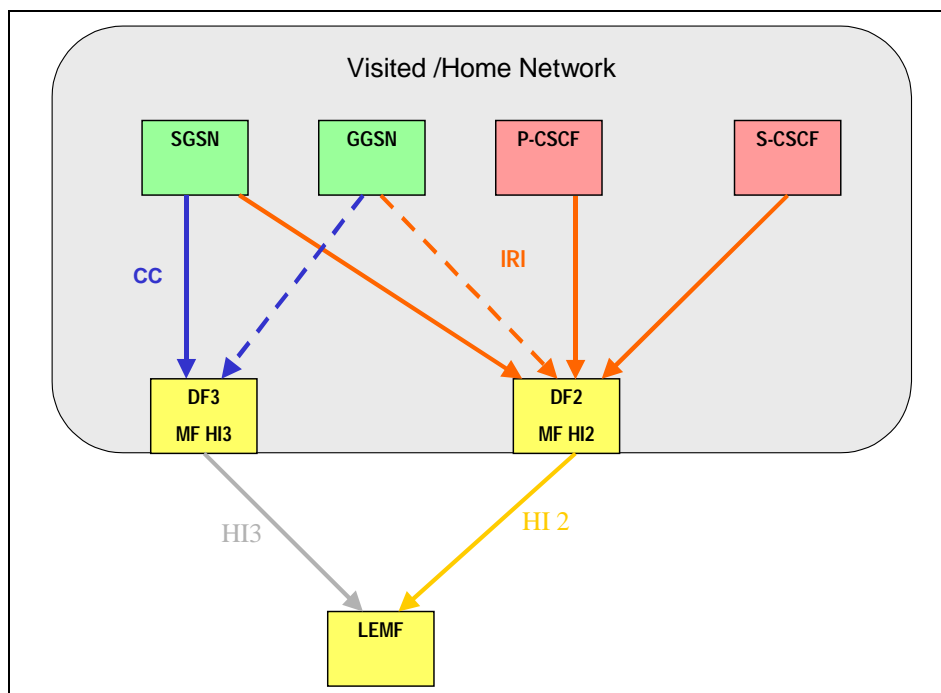 Visited /Home Network
SGSN
GGSN
P-CSCF
S-CSCF
CC
IRI
DF3
MF HI3
DF2
MF HI2
HI3
HI 2
LEMF